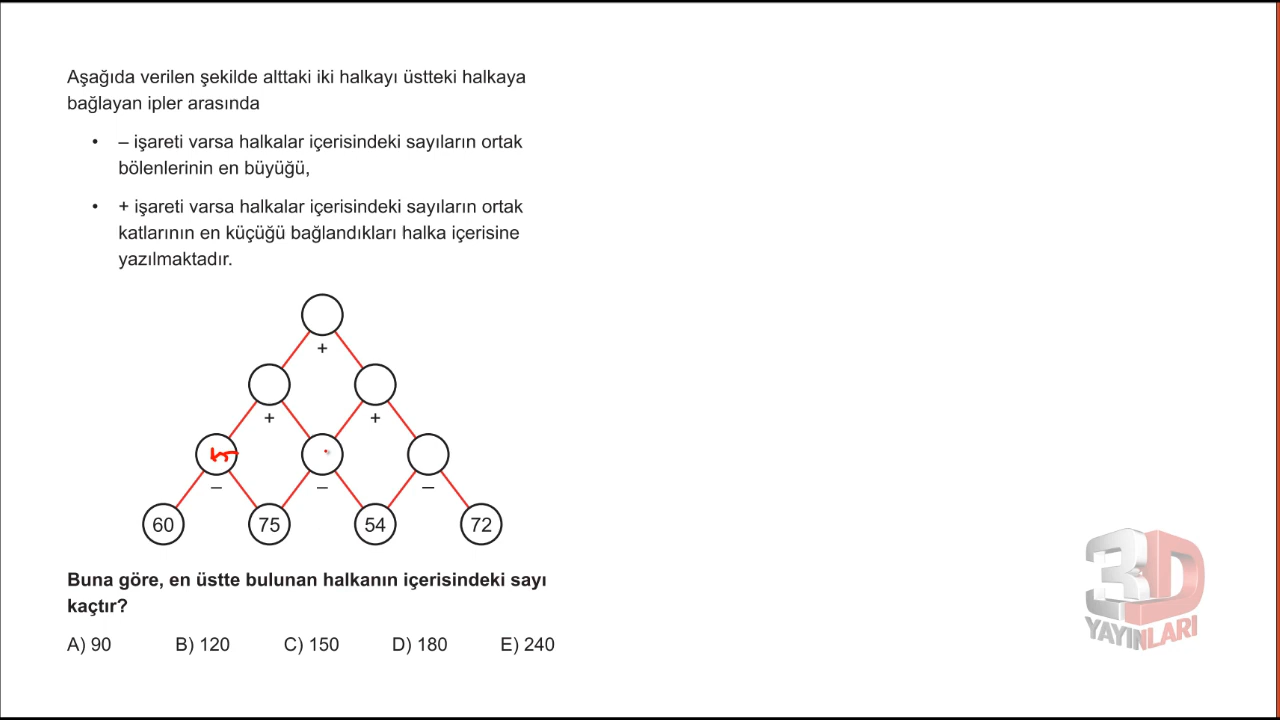 Aşağıda verilen şekilde alttaki iki halkayı üstteki halkaya
bağlayan ipler arasında
• – işareti varsa halkalar içerisindeki sayıların ortak
bölenlerinin en büyüğü,
• + işareti varsa halkalar içerisindeki sayıların ortak
katlarının en küçüğü bağlandıkları halka içerisine
yazılmaktadır.
+
+ +
– – –
60 75 54 72
Buna göre, en üstte bulunan halkanın içerisindeki sayı
kaçtır?
A) 90 B) 120 C) 150 D) 180 E) 240
3D
YAYINLARI